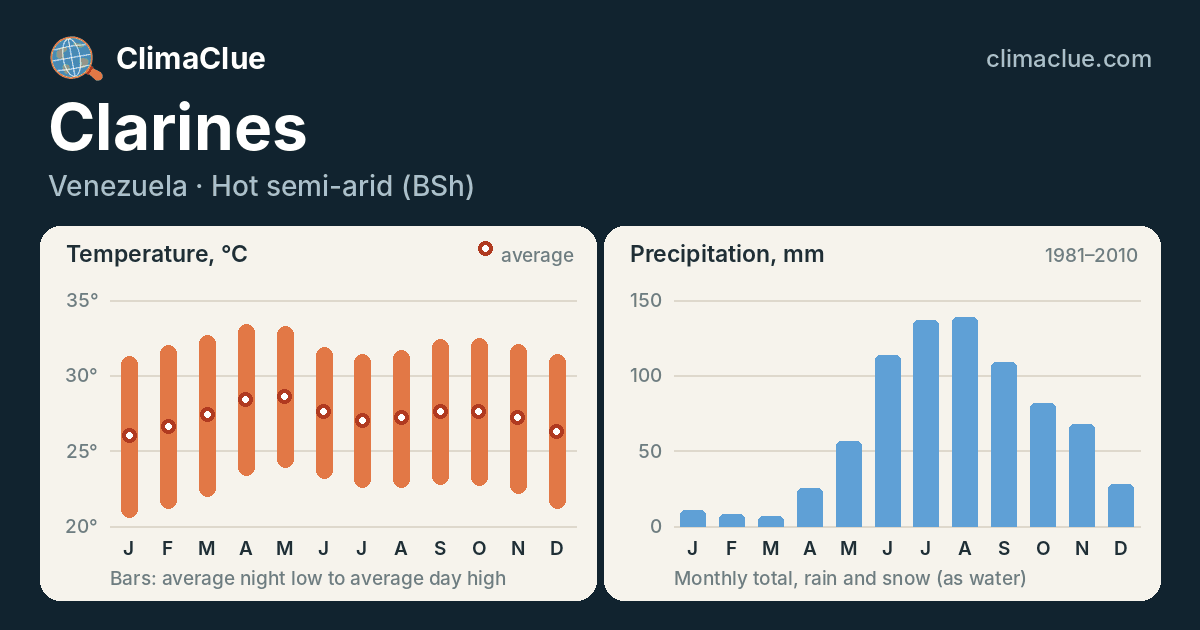 ClimaClue
climaclue.com
Clarines
Venezuela · Hot semi-arid (BSh)
Temperature, °C
average
35°
30°
25°
20°
J F M A M J J A S O N D
Bars: average night low to average day high
Precipitation, mm
1981–2010
150
100
50
0
J F M A M J J A S O N D
Monthly total, rain and snow (as water)